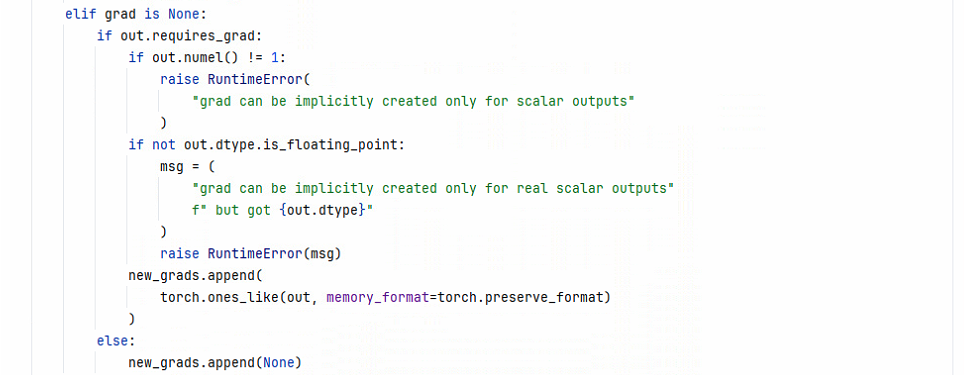 elif grad is None:
    if out.requires_grad:
        if out.numel() != 1:
            raise RuntimeError(
                "grad can be implicitly created only for scalar outputs"
            )
        if not out.dtype.is_floating_point:
            msg = (
                "grad can be implicitly created only for real scalar outputs"
                f" but got {out.dtype}"
            )
            raise RuntimeError(msg)
        new_grads.append(
            torch.ones_like(out, memory_format=torch.preserve_format)
        )
    else:
        new_grads.append(None)